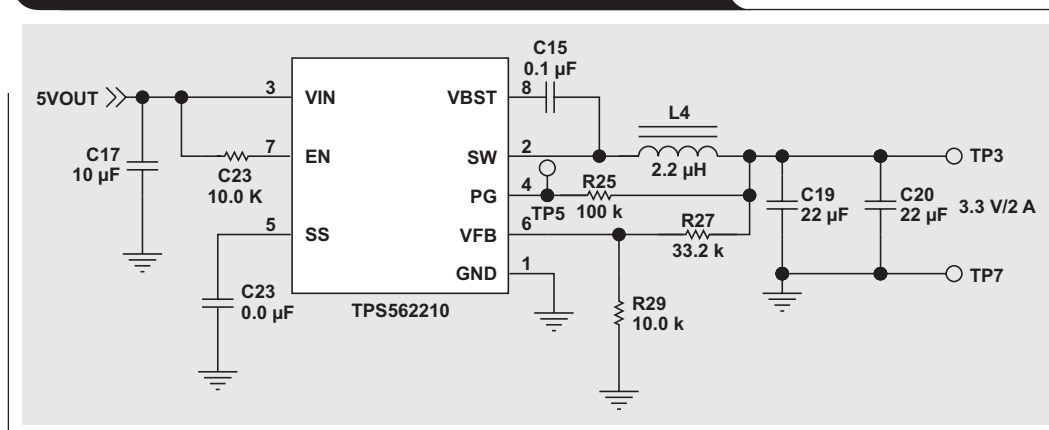 C15
0.1 µF
5VOUT
3
VIN
VBST
8
L4
C17
10 µF
7
EN
SW
2
2.2 µH
TP3
C23
10.0 K
PG
4
TP5
R25
100 k
C19
22 µF
C20
22 µF
3.3 V/2 A
5
SS
VFB
6
R27
33.2 k
GND
1
TP7
C23
0.0 µF
TPS562210
R29
10.0 k